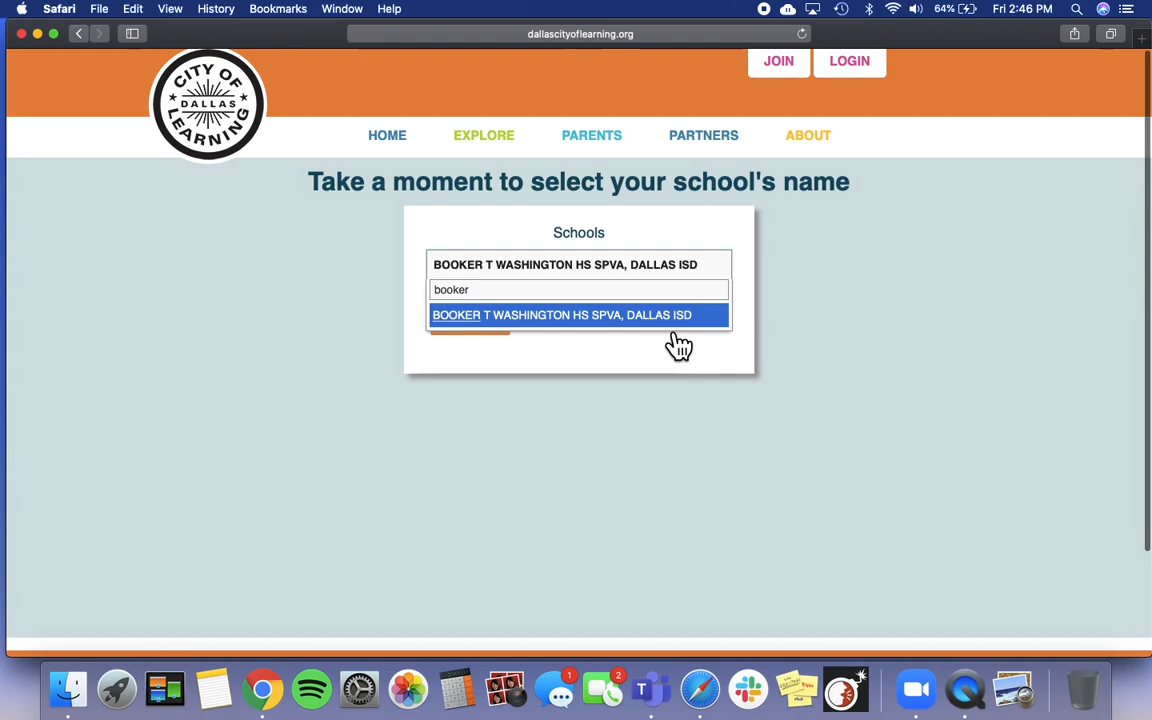 Safari File Edit View History Bookmarks Window Help 64% Fri 2:46 PM
dallascityoflearning.org
JOIN LOGIN
CITY OF
DALLAS
LEARNING
HOME EXPLORE PARENTS PARTNERS ABOUT
Take a moment to select your school's name
Schools
BOOKER T WASHINGTON HS SPVA, DALLAS ISD
booker
BOOKER T WASHINGTON HS SPVA, DALLAS ISD
1 2